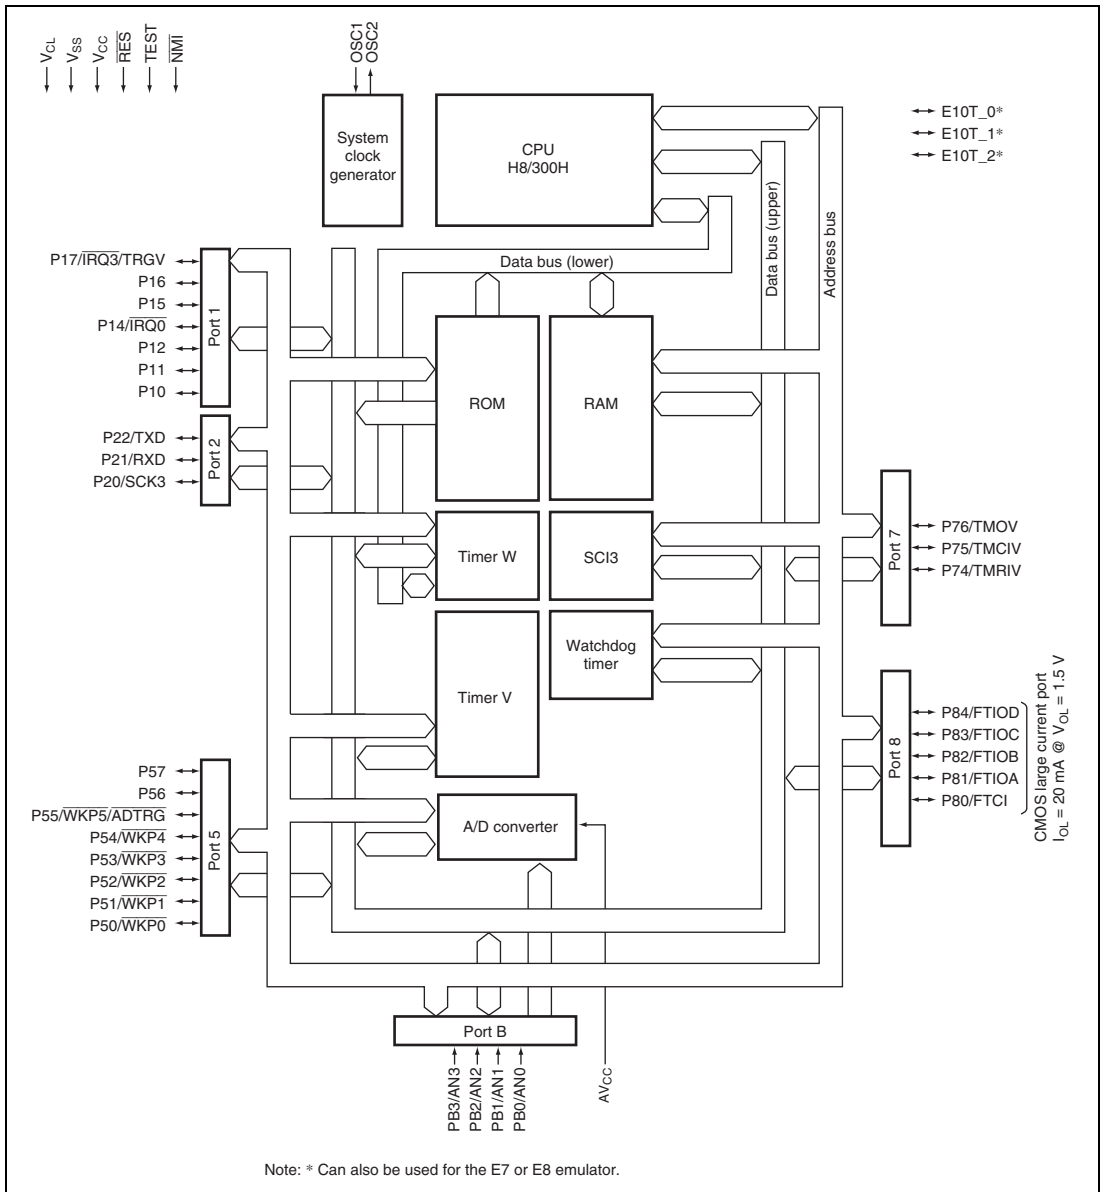 VCL
VSS
VCC
RES
TEST
NMI
OSC1
OSC2
System
clock
generator
CPU
H8/300H
E10T_0*
E10T_1*
E10T_2*
Data bus (lower)
Data bus (upper)
Address bus
P17/IRQ3/TRGV
P16
P15
P14/IRQ0
P12
P11
P10
Port 1
ROM
RAM
P22/TXD
P21/RXD
P20/SCK3
Port 2
Timer W
SCI3
P76/TMOV
P75/TMCIV
P74/TMRIV
Port 7
Timer V
Watchdog
timer
P84/FTIOD
P83/FTIOC
P82/FTIOB
P81/FTIOA
P80/FTCI
Port 8
CMOS large current port
IOL = 20 mA @ VOL = 1.5 V
P57
P56
P55/WKP5/ADTRG
P54/WKP4
P53/WKP3
P52/WKP2
P51/WKP1
P50/WKP0
Port 5
A/D converter
Port B
PB3/AN3
PB2/AN2
PB1/AN1
PB0/AN0
AVCC
Note: * Can also be used for the E7 or E8 emulator.